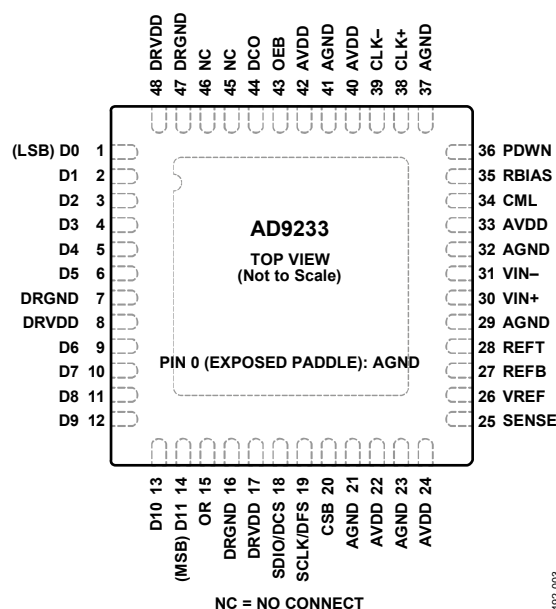 48 DRVDD
47 DRGND
46 NC
45 NC
44 DCO
43 OEB
42 AVDD
41 AGND
40 AVDD
39 CLK–
38 CLK+
37 AGND
(LSB) D0 1
D1 2
D2 3
D3 4
D4 5
D5 6
DRGND 7
DRVDD 8
D6 9
D7 10
D8 11
D9 12
AD9233
TOP VIEW
(Not to Scale)
PIN 0 (EXPOSED PADDLE): AGND
36 PDWN
35 RBIAS
34 CML
33 AVDD
32 AGND
31 VIN–
30 VIN+
29 AGND
28 REFT
27 REFB
26 VREF
25 SENSE
D10 13
(MSB) D11 14
OR 15
DRGND 16
DRVDD 17
SDIO/DCS 18
SCLK/DFS 19
CSB 20
AGND 21
AVDD 22
AGND 23
AVDD 24
NC = NO CONNECT